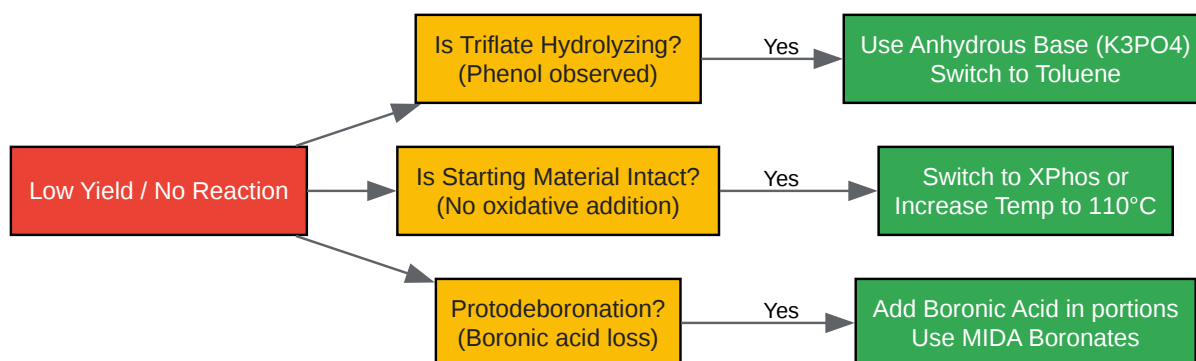 Low Yield / No Reaction
Is Triflate Hydrolyzing?
(Phenol observed)
Yes
Use Anhydrous Base (K3PO4)
Switch to Toluene
Is Starting Material Intact?
(No oxidative addition)
Yes
Switch to XPhos or
Increase Temp to 110°C
Protodeboronation?
(Boronic acid loss)
Yes
Add Boronic Acid in portions
Use MIDA Boronates